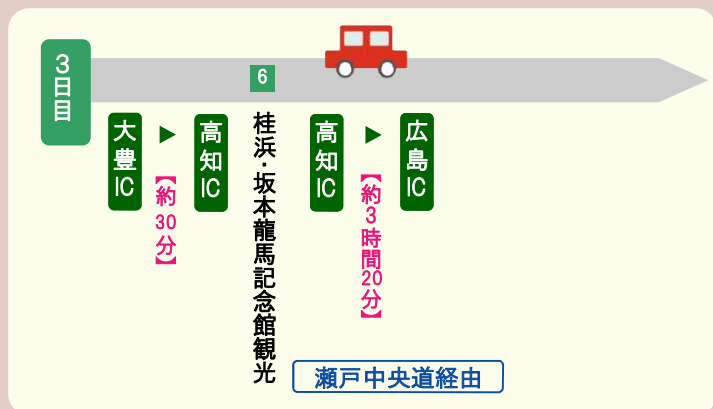 3日目
大豊IC
▶
【約30分】
高知IC
6
桂浜・坂本龍馬記念館観光
高知IC
▶
【約3時間20分】
広島IC
瀬戸中央道経由